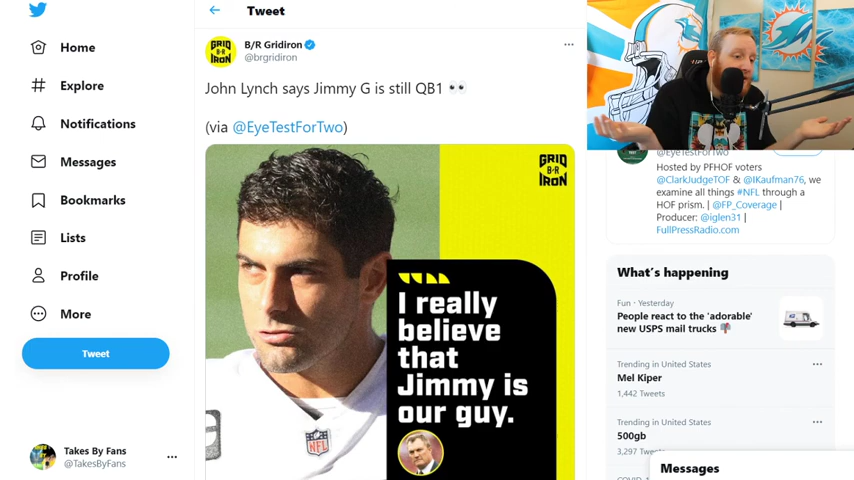 Tweet
Home
Explore
Notifications
Messages
Bookmarks
Lists
Profile
More
Tweet
Takes By Fans
@TakesByFans
B/R Gridiron
@brgridiron
John Lynch says Jimmy G is still QB1 👀
(via @EyeTestForTwo)
GRID
B/R
IRON
GRID
B/R
IRON
I really
believe
that
Jimmy is
our guy.
NFL
@EyeTestForTwo
Hosted by PFHOF voters
@ClarkJudgeTOF & @IKaufman76, we
examine all things #NFL through a
HOF prism. | @FP_Coverage |
Producer: @iglen31 |
FullPressRadio.com
What's happening
Fun · Yesterday
People react to the 'adorable'
new USPS mail trucks 📬
Trending in United States
Mel Kiper
1,442 Tweets
Trending in United States
500gb
3,297 Tweets
Messages